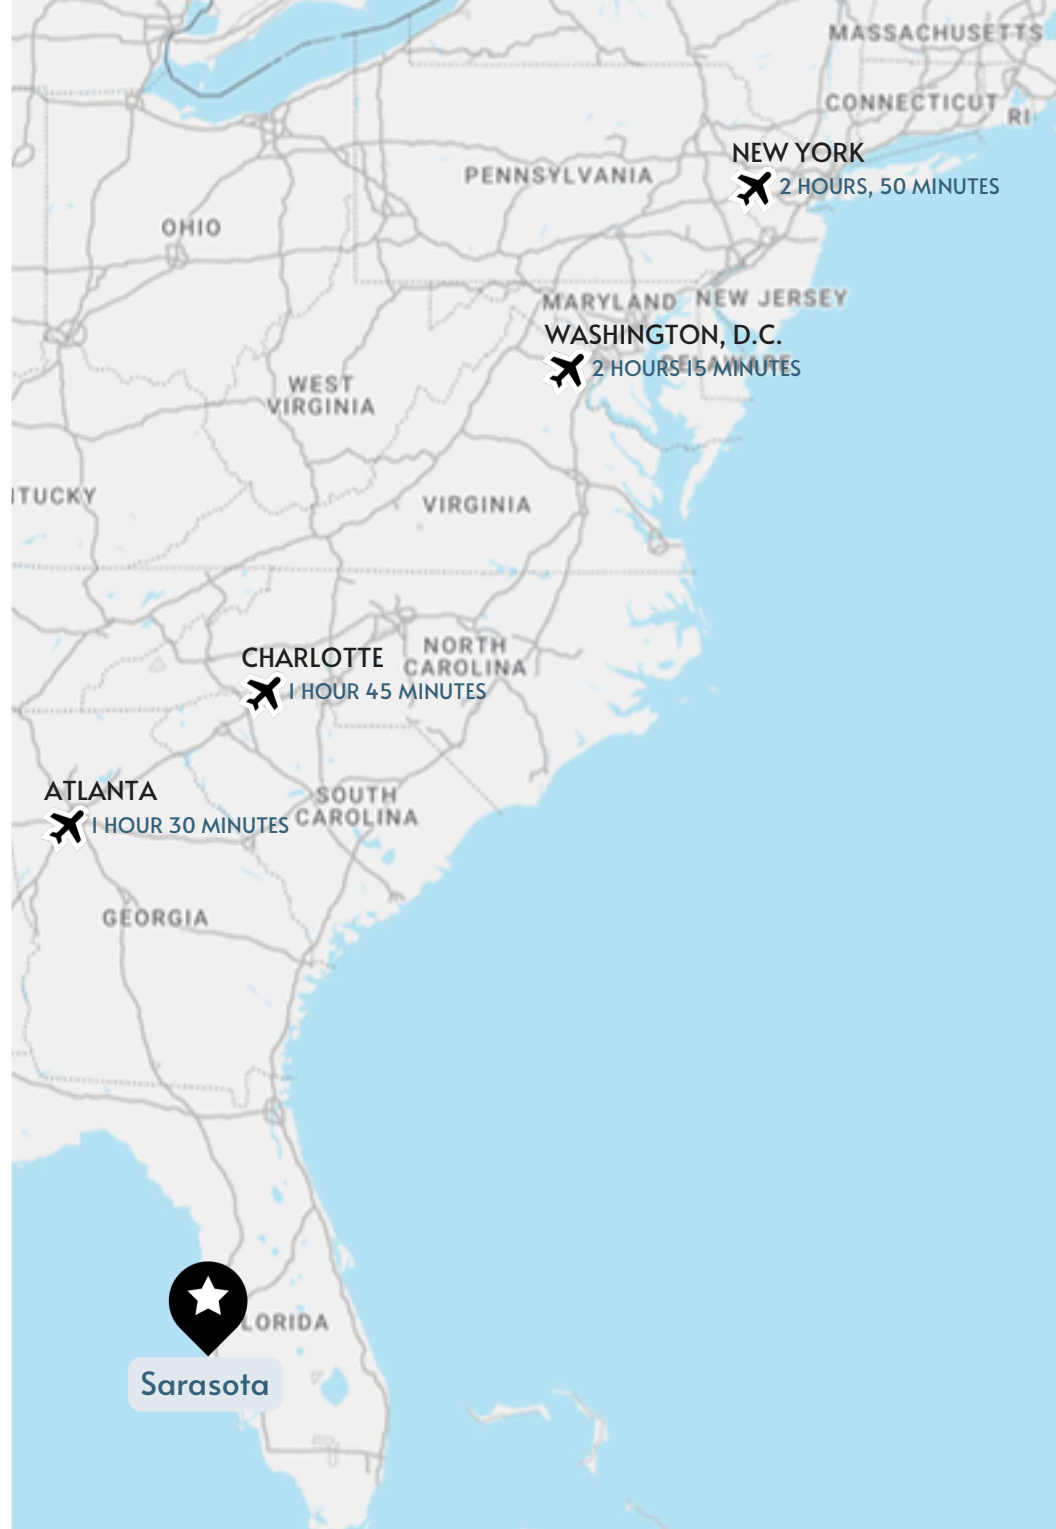 MASSACHUSETTS
CONNECTICUT
RI
NEW YORK
2 HOURS, 50 MINUTES
PENNSYLVANIA
OHIO
MARYLAND
NEW JERSEY
WASHINGTON, D.C.
DELAWARE
2 HOURS 15 MINUTES
WEST
VIRGINIA
NTUCKY
VIRGINIA
NORTH
CAROLINA
CHARLOTTE
1 HOUR 45 MINUTES
ATLANTA
1 HOUR 30 MINUTES
SOUTH
CAROLINA
GEORGIA
LORIDA
Sarasota